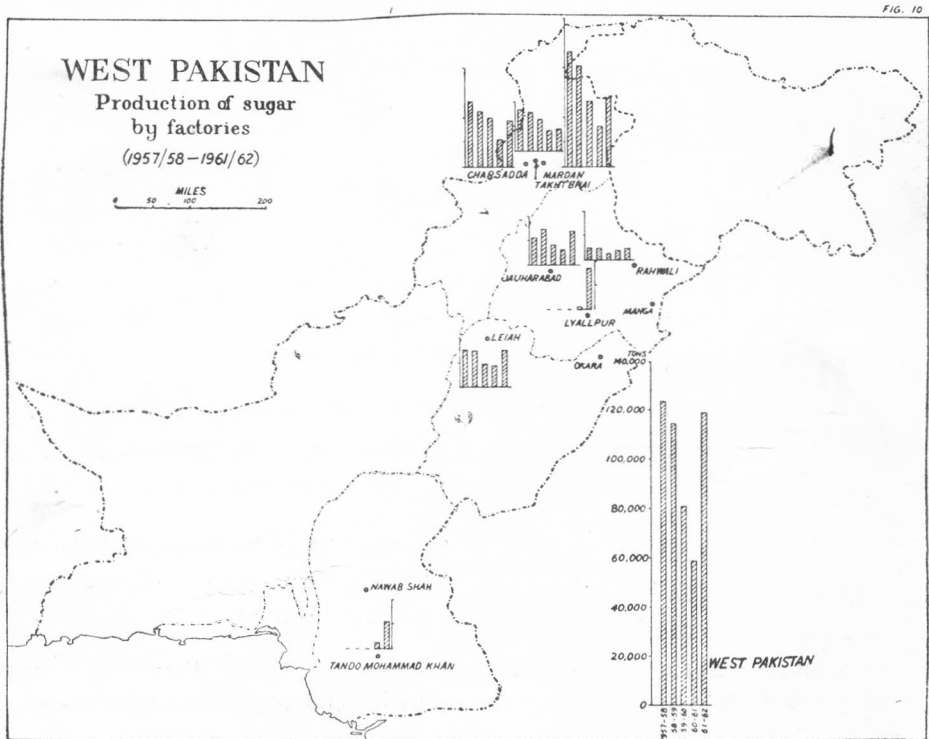 FIG. 10
WEST PAKISTAN
Production of sugar
by factories
(1957/58-1961/62)
MILES
0 50 100 200
CHABSADDA
MARDAN
TAKHTBHAI
JAUHARABAD
RAHWALI
LYALLPUR
MANGA
LEIAH
OKARA
TONS
140,000
120,000
100,000
80,000
60,000
40,000
20,000
0
WEST PAKISTAN
1957-58
58-59
59-60
60-61
61-62
NAWAB SHAH
TANDO MOHAMMAD KHAN